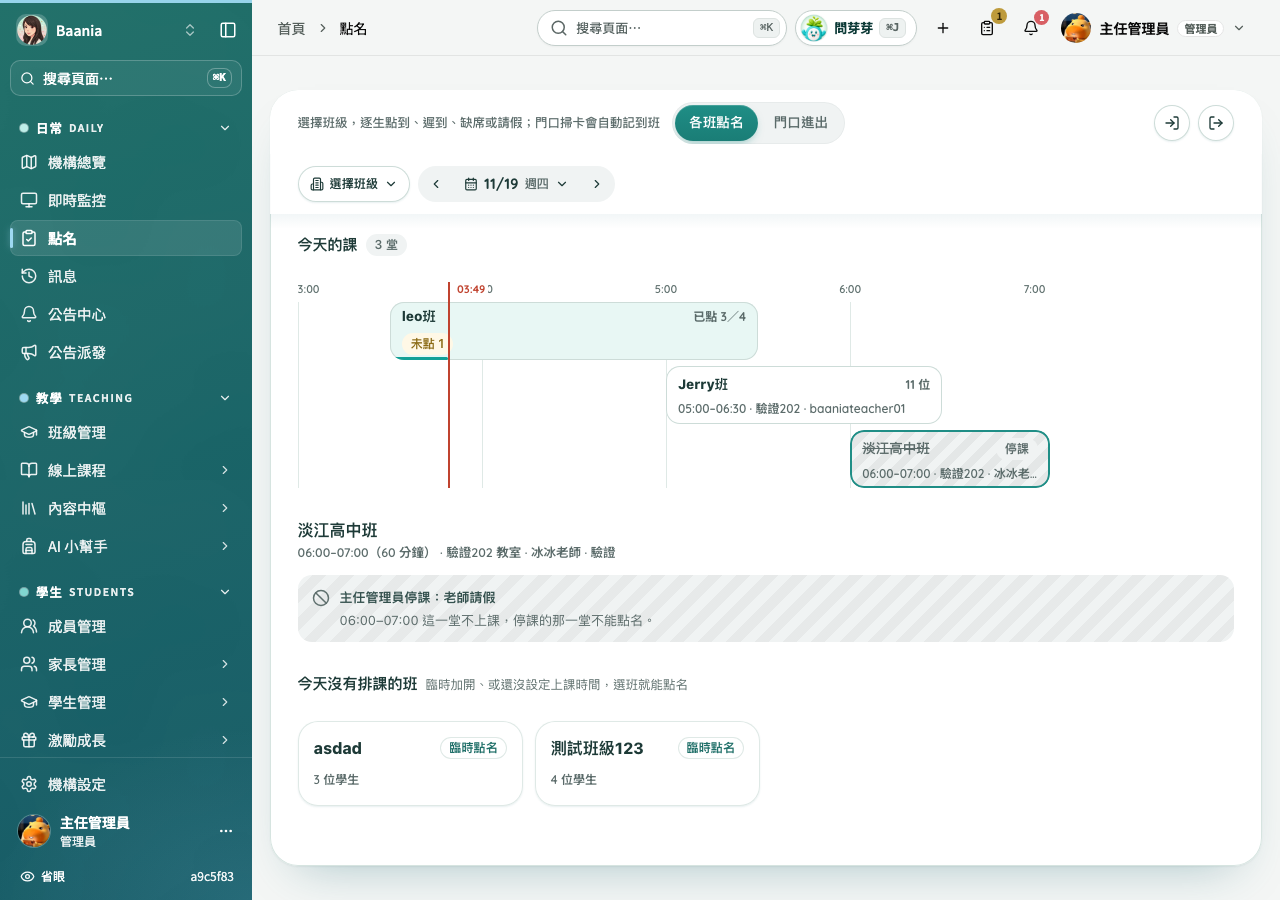 Baania
搜尋頁面⋯ ⌘K
日常 DAILY
機構總覽
即時監控
點名
訊息
公告中心
公告派發
教學 TEACHING
班級管理
線上課程
內容中樞
AI 小幫手
學生 STUDENTS
成員管理
家長管理
學生管理
激勵成長
機構設定
主任管理員
管理員
省眼 a9c5f83
首頁 點名
搜尋頁面⋯ ⌘K
問芽芽 ⌘J
1
1
主任管理員 管理員
選擇班級，逐生點到、遲到、缺席或請假；門口掃卡會自動記到班
各班點名 門口進出
選擇班級
11/19 週四
今天的課 3 堂
3:00 03:49 5:00 6:00 7:00
leo班 已點 3／4
未點 1
Jerry班 11 位
05:00–06:30 · 驗證202 · baaniateacher01
淡江高中班 停課
06:00–07:00 · 驗證202 · 冰冰老…
淡江高中班
06:00–07:00（60 分鐘） · 驗證202 教室 · 冰冰老師 · 驗證
主任管理員停課：老師請假
06:00–07:00 這一堂不上課，停課的那一堂不能點名。
今天沒有排課的班 臨時加開、或還沒設定上課時間，選班就能點名
asdad 臨時點名
3 位學生
測試班級123 臨時點名
4 位學生